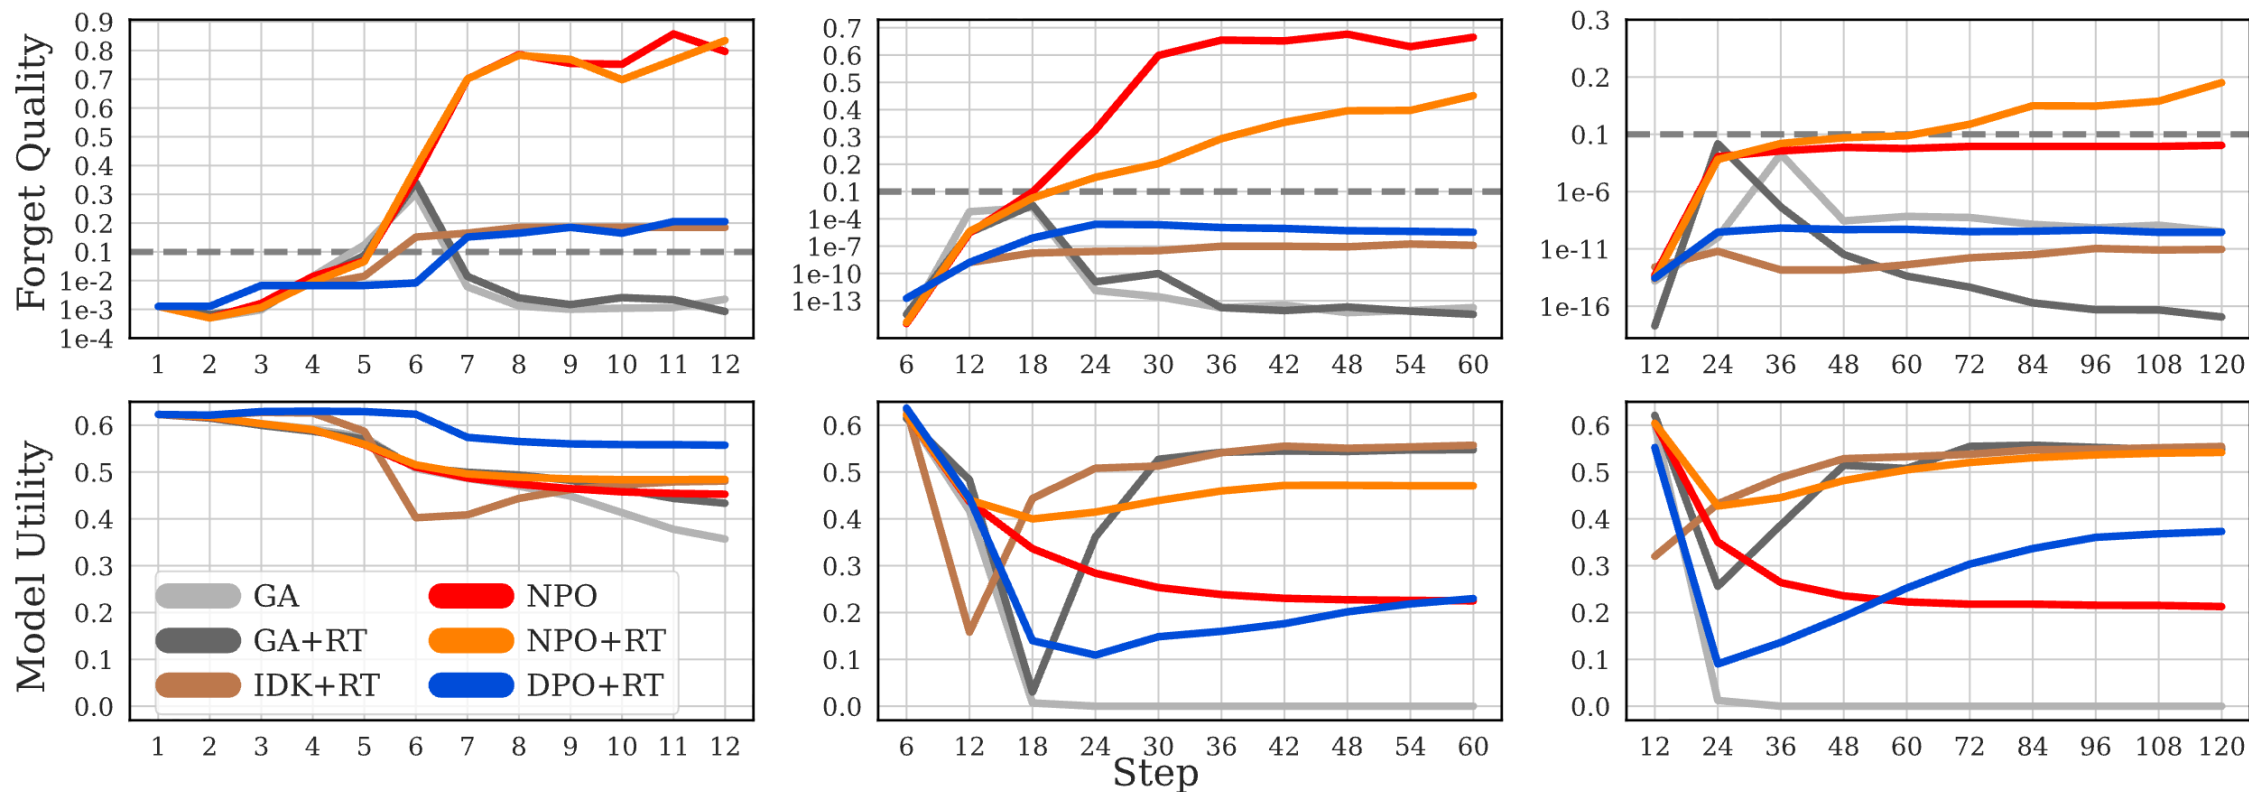 Forget Quality
0.9
0.8
0.7
0.6
0.5
0.4
0.3
0.2
0.1
1e-2
1e-3
1e-4
1 2 3 4 5 6 7 8 9 10 11 12
0.7
0.6
0.5
0.4
0.3
0.2
0.1
1e-4
1e-7
1e-10
1e-13
6 12 18 24 30 36 42 48 54 60
0.3
0.2
0.1
1e-6
1e-11
1e-16
12 24 36 48 60 72 84 96 108 120
Model Utility
0.6
0.5
0.4
0.3
0.2
0.1
0.0
GA
GA+RT
IDK+RT
NPO
NPO+RT
DPO+RT
1 2 3 4 5 6 7 8 9 10 11 12
0.6
0.5
0.4
0.3
0.2
0.1
0.0
6 12 18 24 30 36 42 48 54 60
0.6
0.5
0.4
0.3
0.2
0.1
0.0
12 24 36 48 60 72 84 96 108 120
Step